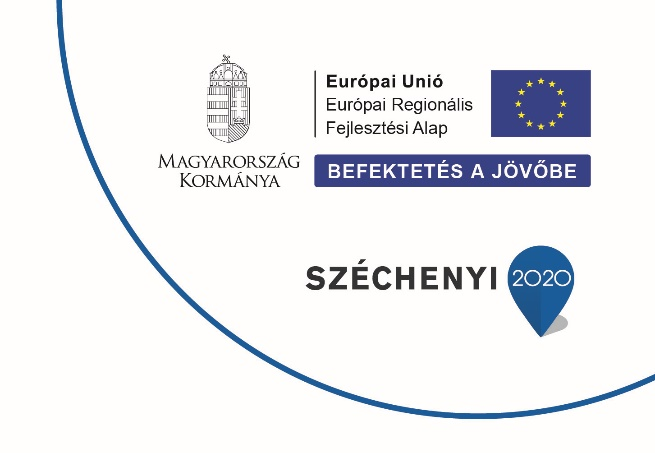 Európai Unió
Európai Regionális
Fejlesztési Alap
MAGYARORSZÁG
KORMÁNYA
BEFEKTETÉS A JÖVŐBE
SZÉCHENYI 2020